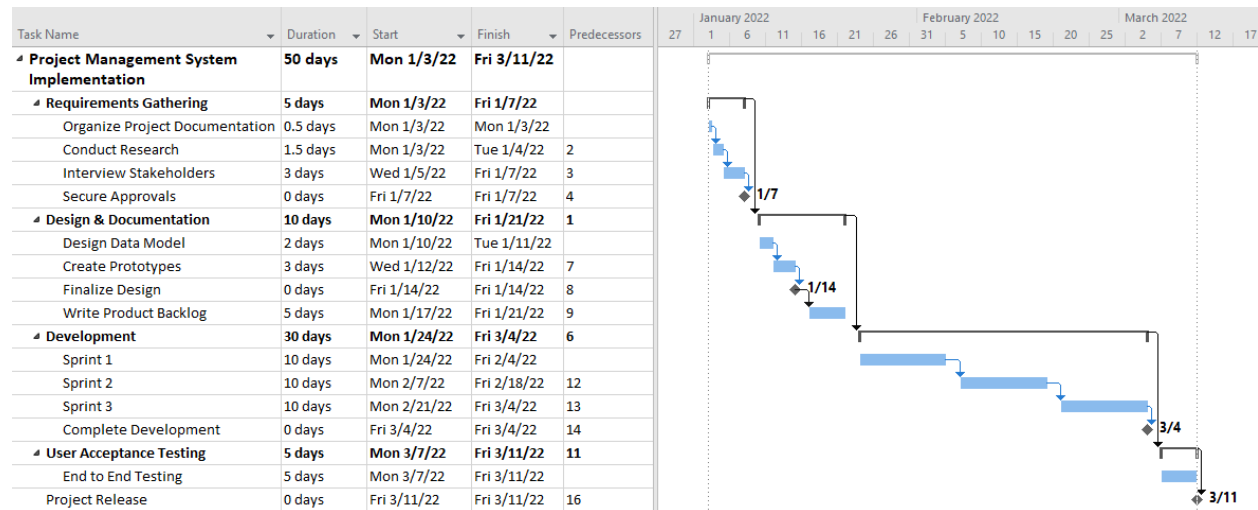 January 2022 February 2022 March 2022
Task Name Duration Start Finish Predecessors 27 1 6 11 16 21 26 31 5 10 15 20 25 2 7 12 17
Project Management System 50 days Mon 1/3/22 Fri 3/11/22
Implementation
Requirements Gathering 5 days Mon 1/3/22 Fri 1/7/22
Organize Project Documentation 0.5 days Mon 1/3/22 Mon 1/3/22
Conduct Research 1.5 days Mon 1/3/22 Tue 1/4/22 2
Interview Stakeholders 3 days Wed 1/5/22 Fri 1/7/22 3
Secure Approvals 0 days Fri 1/7/22 Fri 1/7/22 4 1/7
Design & Documentation 10 days Mon 1/10/22 Fri 1/21/22 1
Design Data Model 2 days Mon 1/10/22 Tue 1/11/22
Create Prototypes 3 days Wed 1/12/22 Fri 1/14/22 7
Finalize Design 0 days Fri 1/14/22 Fri 1/14/22 8 1/14
Write Product Backlog 5 days Mon 1/17/22 Fri 1/21/22 9
Development 30 days Mon 1/24/22 Fri 3/4/22 6
Sprint 1 10 days Mon 1/24/22 Fri 2/4/22
Sprint 2 10 days Mon 2/7/22 Fri 2/18/22 12
Sprint 3 10 days Mon 2/21/22 Fri 3/4/22 13
Complete Development 0 days Fri 3/4/22 Fri 3/4/22 14 3/4
User Acceptance Testing 5 days Mon 3/7/22 Fri 3/11/22 11
End to End Testing 5 days Mon 3/7/22 Fri 3/11/22
Project Release 0 days Fri 3/11/22 Fri 3/11/22 16 3/11